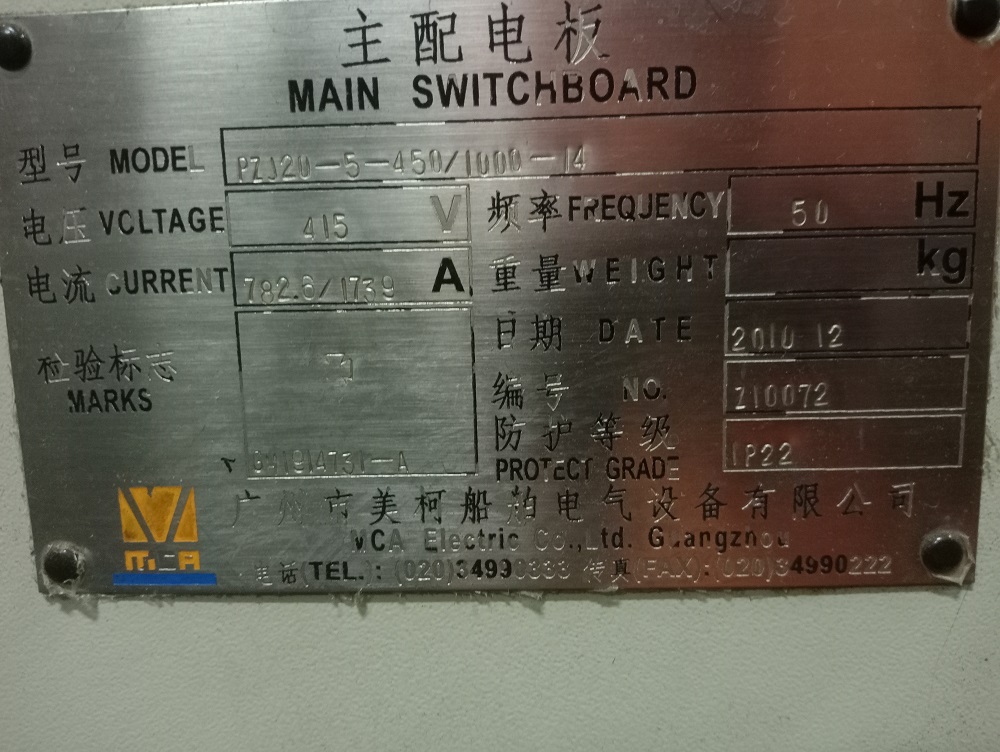 主配电板
MAIN SWITCHBOARD
型号 MODEL PZJ20-5-450/1000-14
电压 VOLTAGE 415 V 频率 FREQUENCY 50 Hz
电流 CURRENT 782.6/1739 A 重量 WEIGHT kg
日期 DATE 2010 12
检验标志
MARKS
编号 NO. Z10072
防护等级
PROTECT GRADE IP22
广州市美柯船舶电气设备有限公司
MCA
MCA Electric Co.,Ltd. Guangzhou
电话(TEL.): (020)34990333 传真(FAX):(020)34990222